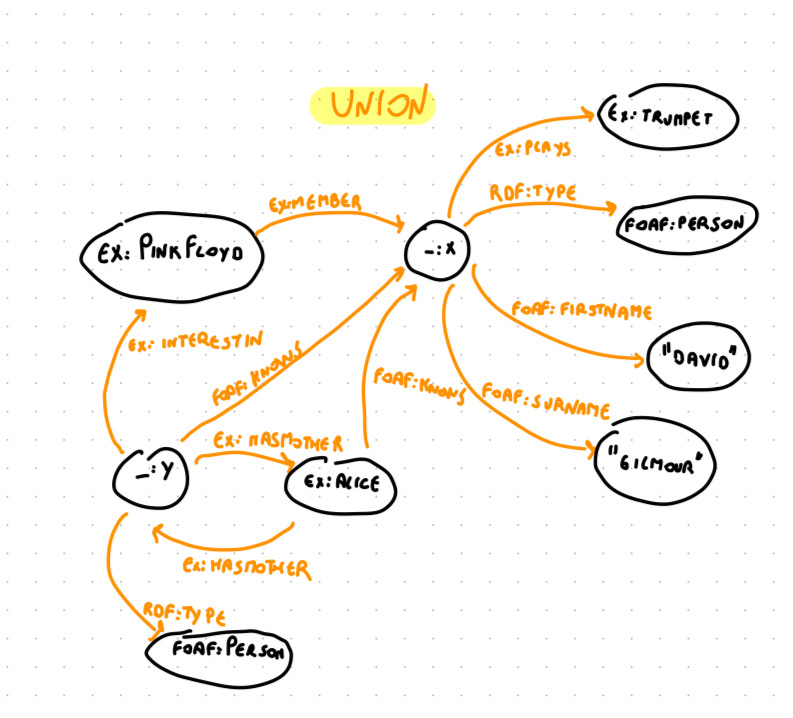 UNION
EX:TRUMPET
EX:PLAYS
RDF:TYPE
EX:MEMBER
FOAF:PERSON
EX: PINKFLOYD
_:X
FOAF: FIRSTNAME
EX: INTERESTIN
"DAVID"
FOAF:KNOWS
FOAF:KNOWS
FOAF:SURNAME
EX: HASMOTHER
"GILMOUR"
_:Y
EX:ALICE
EX:HASMOTHER
RDF:TYPE
FOAF:PERSON